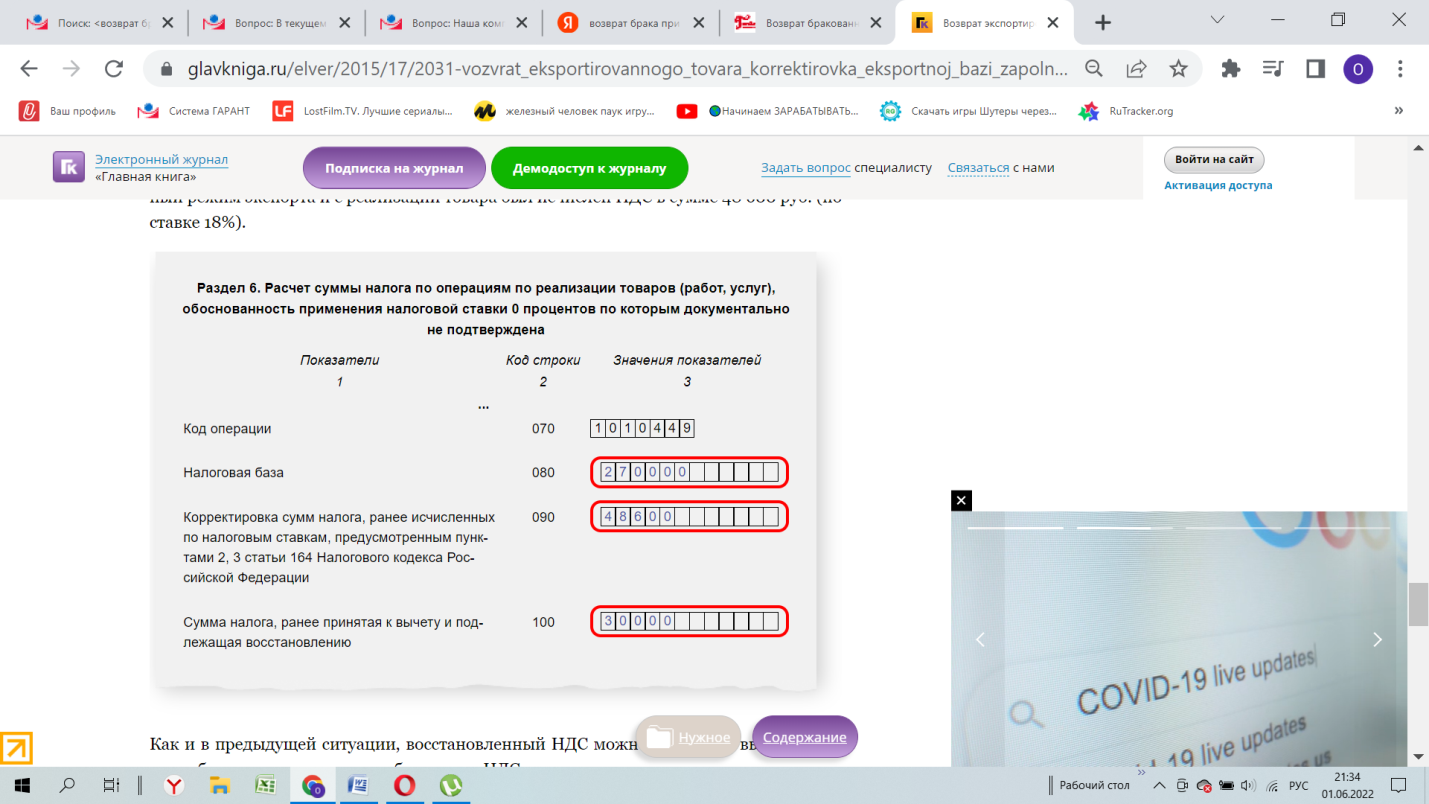 Поиск: <возврат б
Вопрос: В текущем
Вопрос: Наша ком
возврат брака при
Возврат бракован
Возврат экспортир
glavkniga.ru/elver/2015/17/2031-vozvrat_eksportirovannogo_tovara_korrektirovka_eksportnoj_bazi_zapoln...
O
Ваш профиль
Система ГАРАНТ
LostFilm.TV. Лучшие сериалы...
железный человек паук игру...
Начинаем ЗАРАБАТЫВАТЬ...
Скачать игры Шутеры через...
RuTracker.org
»
Гк
Электронный журнал
«Главная книга»
Подписка на журнал
Демодоступ к журналу
Задать вопрос специалисту
Связаться с нами
Войти на сайт
Активация доступа
ставке 18%).
Раздел 6. Расчет суммы налога по операциям по реализации товаров (работ, услуг),
обоснованность применения налоговой ставки 0 процентов по которым документально
не подтверждена
Показатели Код строки Значения показателей
1 2 3
...
Код операции 070 1010449
Налоговая база 080 270000
Корректировка сумм налога, ранее исчисленных 090 48600
по налоговым ставкам, предусмотренным пунк-
тами 2, 3 статьи 164 Налогового кодекса Рос-
сийской Федерации
Сумма налога, ранее принятая к вычету и под- 100 30000
лежащая восстановлению
Нужное
Содержание
Как и в предыдущей ситуации, восстановленный НДС можн
COVID-19 live updates
19 live updates
Рабочий стол
»
РУС
21:34
01.06.2022